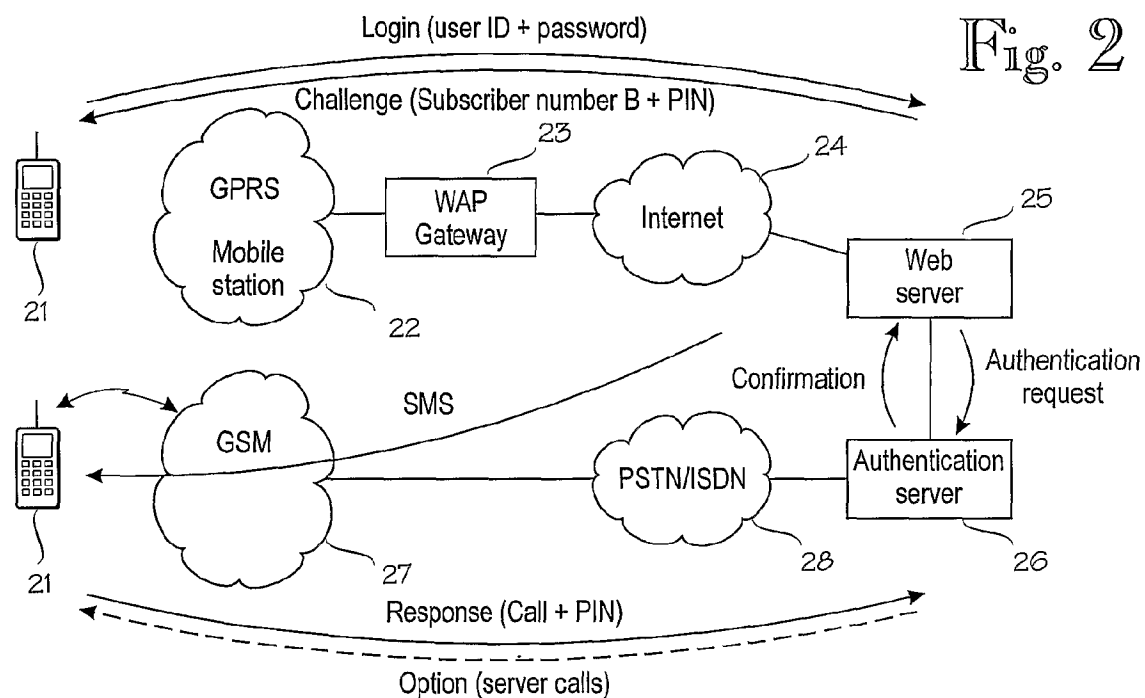 Fig. 2
Login (user ID + password)
Challenge (Subscriber number B + PIN)
23
24
GPRS
WAP
Gateway
Internet
25
Mobile
station
Web
server
21
22
Confirmation
Authentication
request
SMS
GSM
PSTN/ISDN
Authentication
server
21
27
28
26
Response (Call + PIN)
Option (server calls)